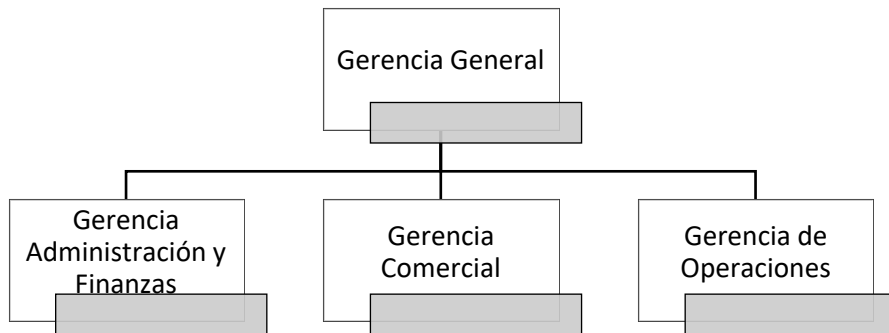 Gerencia General
Gerencia
Administración y
Finanzas
Gerencia
Comercial
Gerencia de
Operaciones